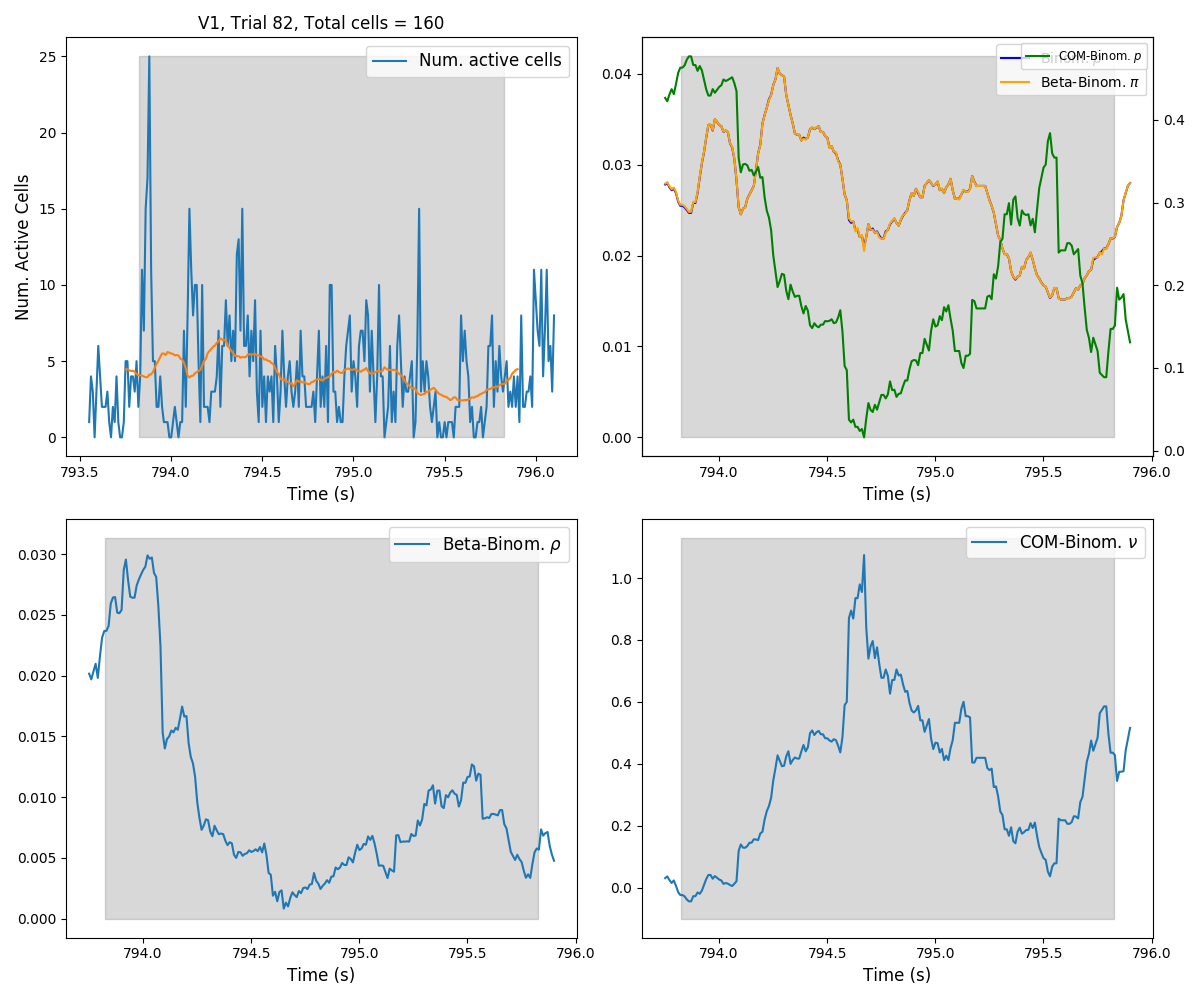 V1, Trial 82, Total cells = 160
Num. Active Cells
25
20
15
10
5
0
Num. active cells
793.5 794.0 794.5 795.0 795.5 796.0
Time (s)
0.04
0.03
0.02
0.01
0.00
COM-Binom. p
Beta-Binom. π
0.4
0.3
0.2
0.1
0.0
794.0 794.5 795.0 795.5 796.0
Time (s)
0.030
0.025
0.020
0.015
0.010
0.005
0.000
Beta-Binom. ρ
794.0 794.5 795.0 795.5 796.0
Time (s)
1.0
0.8
0.6
0.4
0.2
0.0
COM-Binom. ν
794.0 794.5 795.0 795.5 796.0
Time (s)